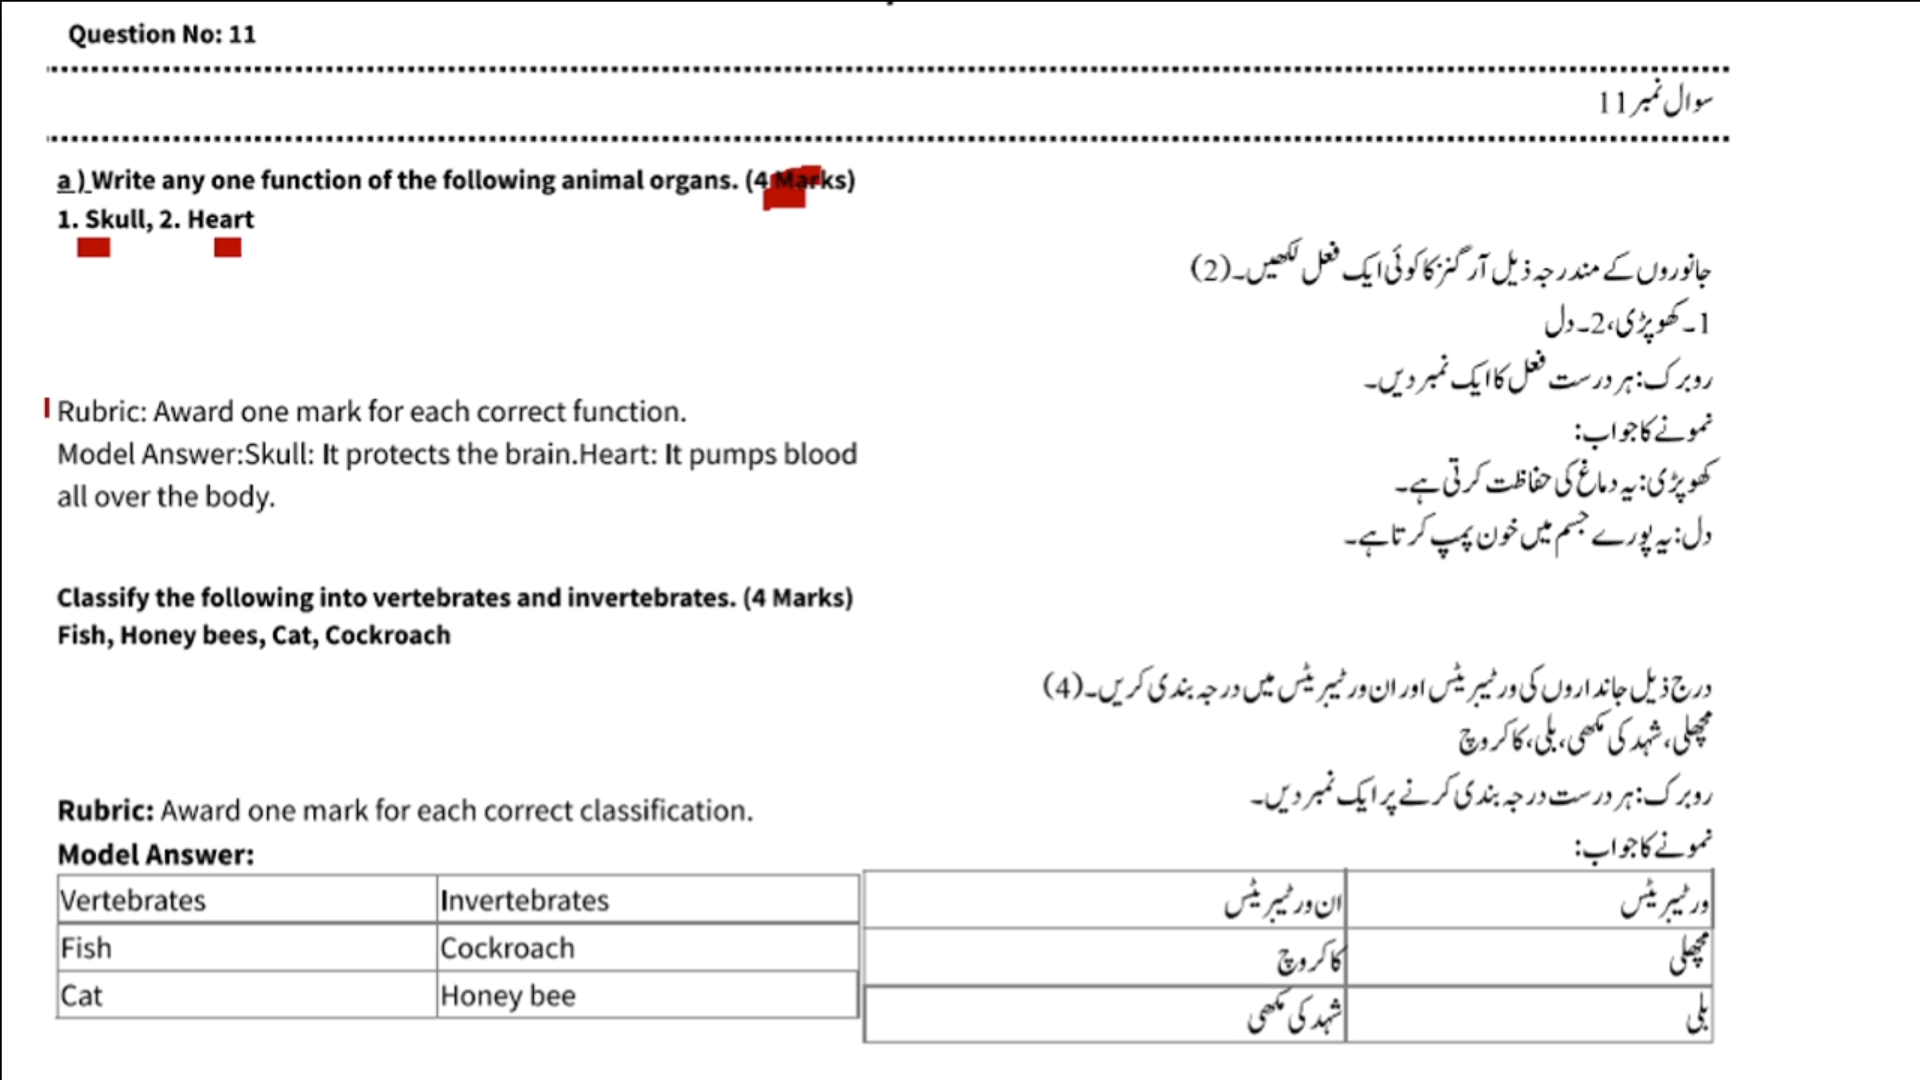 Question No: 11
سوال نمبر 11
a ) Write any one function of the following animal organs. (4 Marks)
1. Skull, 2. Heart
جانوروں کے مندرجہ ذیل آرگنز کا کوئی ایک فعل لکھیں۔ (2)
1۔ کھوپڑی، 2۔ دل
روبرک: ہر درست فعل کا ایک نمبر دیں۔
نمونے کا جواب:
کھوپڑی: یہ دماغ کی حفاظت کرتی ہے۔
دل: یہ پورے جسم میں خون پمپ کرتا ہے۔
Rubric: Award one mark for each correct function.
Model Answer:Skull: It protects the brain.Heart: It pumps blood
all over the body.
Classify the following into vertebrates and invertebrates. (4 Marks)
Fish, Honey bees, Cat, Cockroach
درج ذیل جانداروں کی ورٹیبریٹس اور ان ورٹیبریٹس میں درجہ بندی کریں۔ (4)
مچھلی، شہد کی مکھی، بلی، کاکروچ
روبرک: ہر درست درجہ بندی کرنے پر ایک نمبر دیں۔
نمونے کا جواب:
Rubric: Award one mark for each correct classification.
Model Answer:
Vertebrates Invertebrates
Fish Cockroach
Cat Honey bee
ورٹیبریٹس ان ورٹیبریٹس
مچھلی کاکروچ
بلی شہد کی مکھی